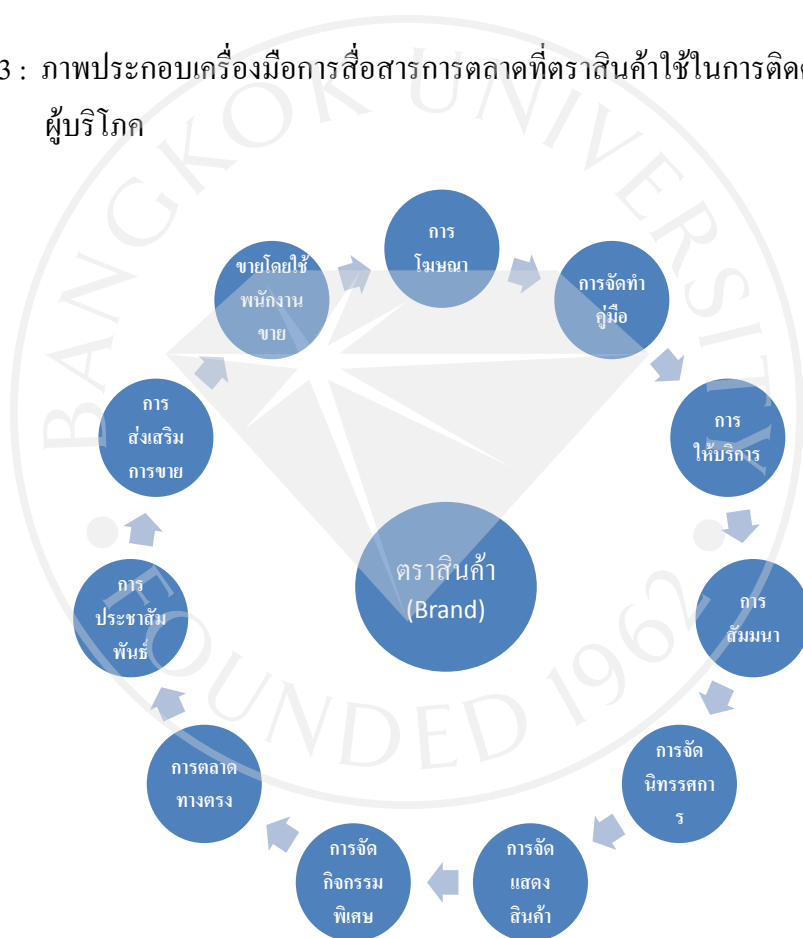 3 : ภาพประกอบเครื่องมือการสื่อสารการตลาดที่ตราสินค้าใช้ในการติด
ผู้บริโภค
การ
โฆษณา
การจัดทำ
คู่มือ
การ
ให้บริการ
การ
สัมมนา
การจัด
นิทรรศกา
ร
การจัด
แสดง
สินค้า
การจัด
กิจกรรม
พิเศษ
การตลาด
ทางตรง
การ
ประชาสัม
พันธ์
การ
ส่งเสริม
การขาย
ขายโดยใช้
พนักงาน
ขาย
ตราสินค้า
(Brand)
BANGKOK UNIVERSITY
FOUNDED 1962